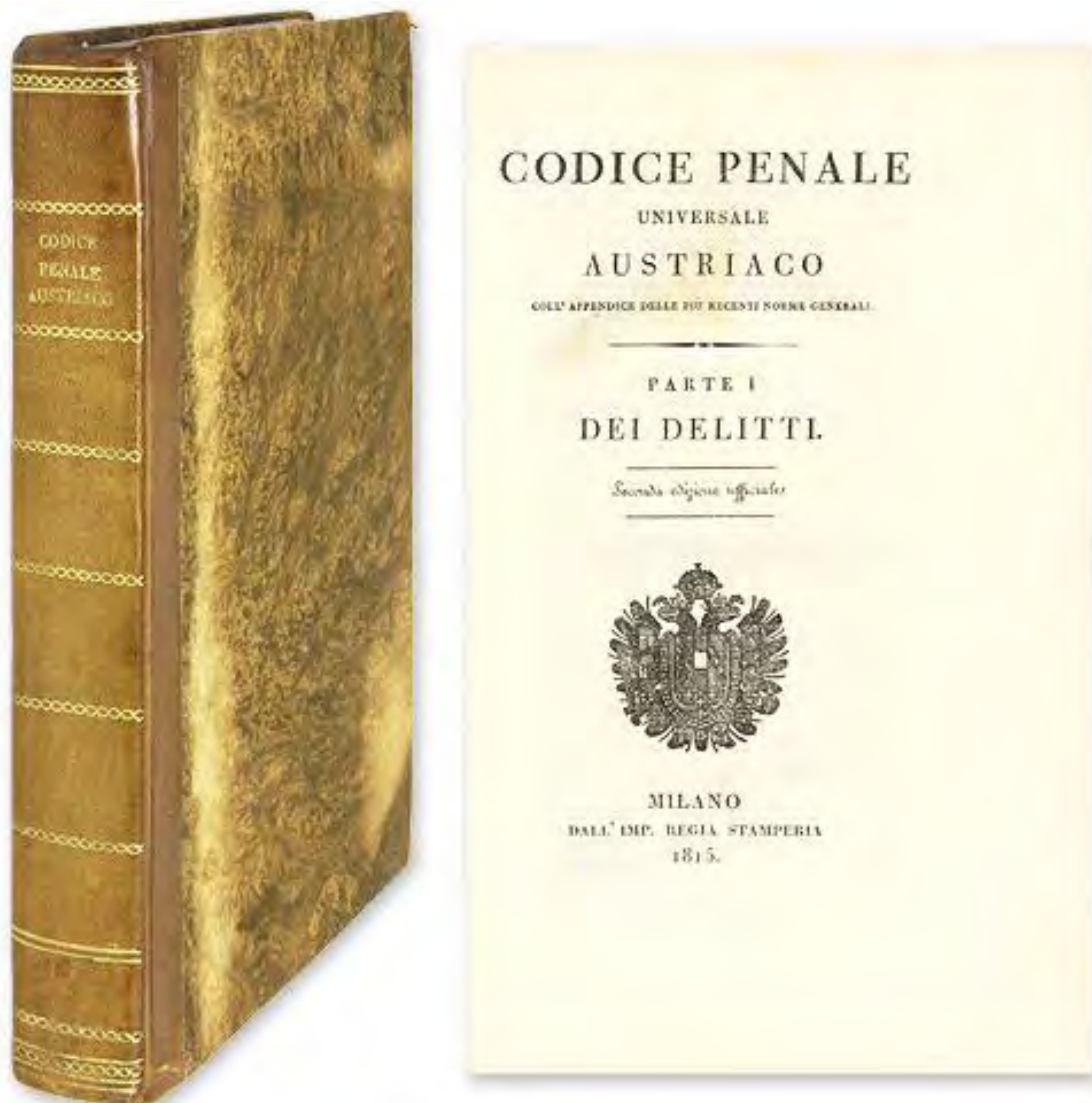 CODICE
PENALE
AUSTRIACO
CODICE PENALE
UNIVERSALE
AUSTRIACO
COLL' APPENDICE DELLE PIÙ RECENTI NORME GENERALI.
PARTE I
DEI DELITTI.
Seconda edizione ufficiale
MILANO
DALL' IMP. REGIA STAMPERIA
1815.